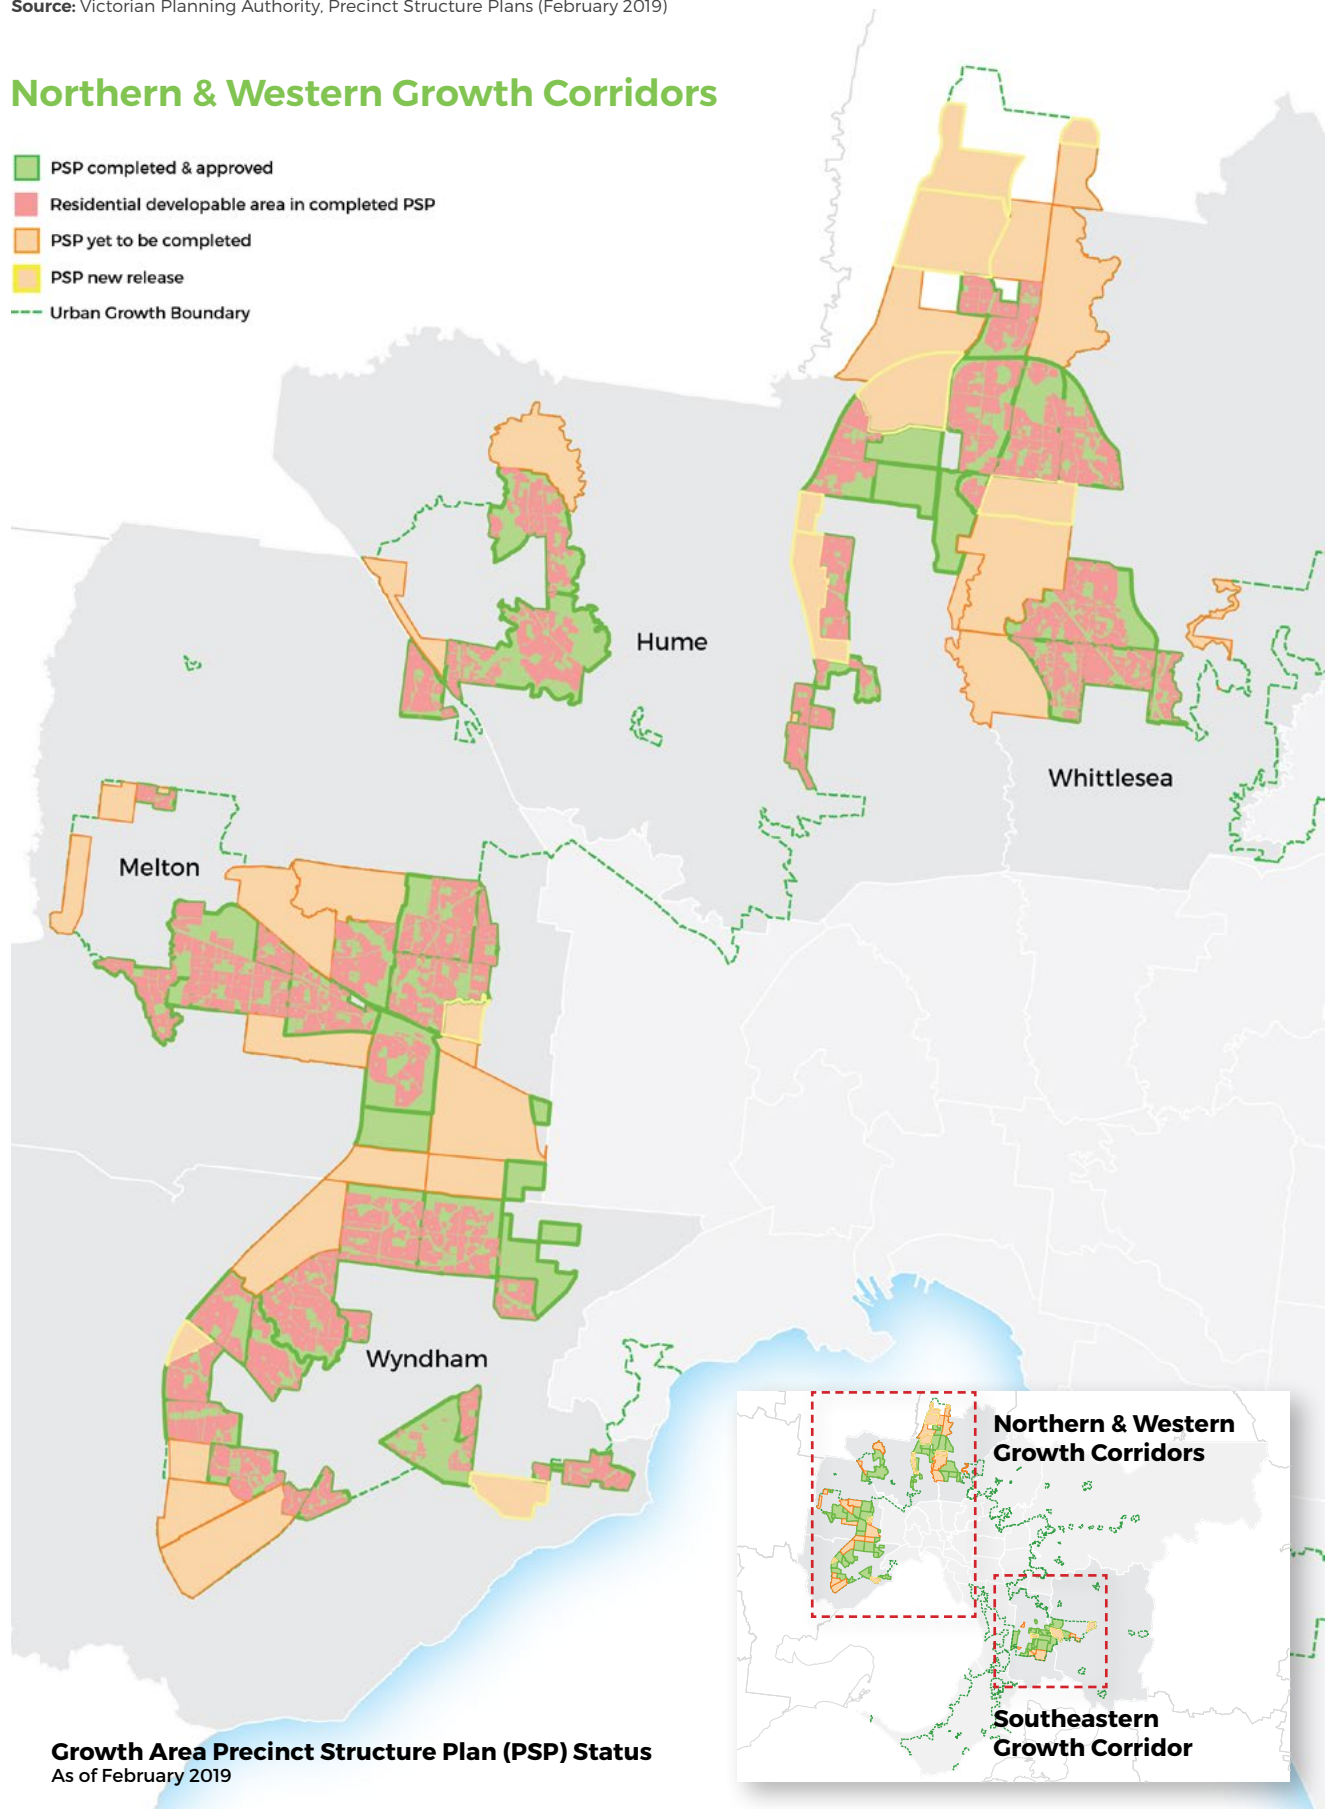 Source: Victorian Planning Authority, Precinct Structure Plans (February 2019)
Northern & Western Growth Corridors
PSP completed & approved
Residential developable area in completed PSP
PSP yet to be completed
PSP new release
Urban Growth Boundary
Hume
Whittlesea
Melton
Wyndham
Northern & Western
Growth Corridors
Southeastern
Growth Corridor
Growth Area Precinct Structure Plan (PSP) Status
As of February 2019